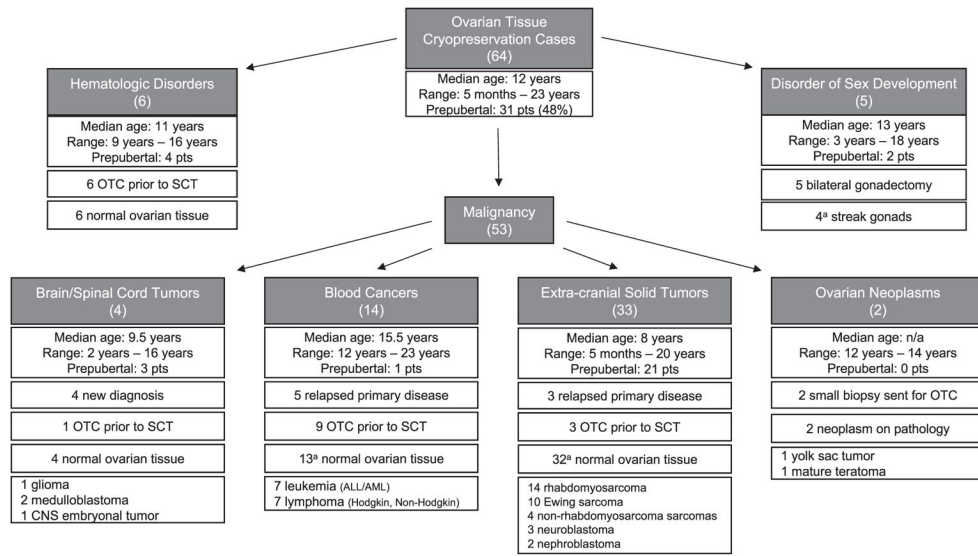 Ovarian Tissue
Cryopreservation Cases
(64)
Median age: 12 years
Range: 5 months – 23 years
Prepubertal: 31 pts (48%)
Hematologic Disorders
(6)
Median age: 11 years
Range: 9 years – 16 years
Prepubertal: 4 pts
6 OTC prior to SCT
6 normal ovarian tissue
Disorder of Sex Development
(5)
Median age: 13 years
Range: 3 years – 18 years
Prepubertal: 2 pts
5 bilateral gonadectomy
4ª streak gonads
Malignancy
(53)
Brain/Spinal Cord Tumors
(4)
Median age: 9.5 years
Range: 2 years – 16 years
Prepubertal: 3 pts
4 new diagnosis
1 OTC prior to SCT
4 normal ovarian tissue
1 glioma
2 medulloblastoma
1 CNS embryonal tumor
Blood Cancers
(14)
Median age: 15.5 years
Range: 12 years – 23 years
Prepubertal: 1 pts
5 relapsed primary disease
9 OTC prior to SCT
13ª normal ovarian tissue
7 leukemia (ALL/AML)
7 lymphoma (Hodgkin, Non-Hodgkin)
Extra-cranial Solid Tumors
(33)
Median age: 8 years
Range: 5 months – 20 years
Prepubertal: 21 pts
3 relapsed primary disease
3 OTC prior to SCT
32ª normal ovarian tissue
14 rhabdomyosarcoma
10 Ewing sarcoma
4 non-rhabdomyosarcoma sarcomas
3 neuroblastoma
2 nephroblastoma
Ovarian Neoplasms
(2)
Median age: n/a
Range: 12 years – 14 years
Prepubertal: 0 pts
2 small biopsy sent for OTC
2 neoplasm on pathology
1 yolk sac tumor
1 mature teratoma